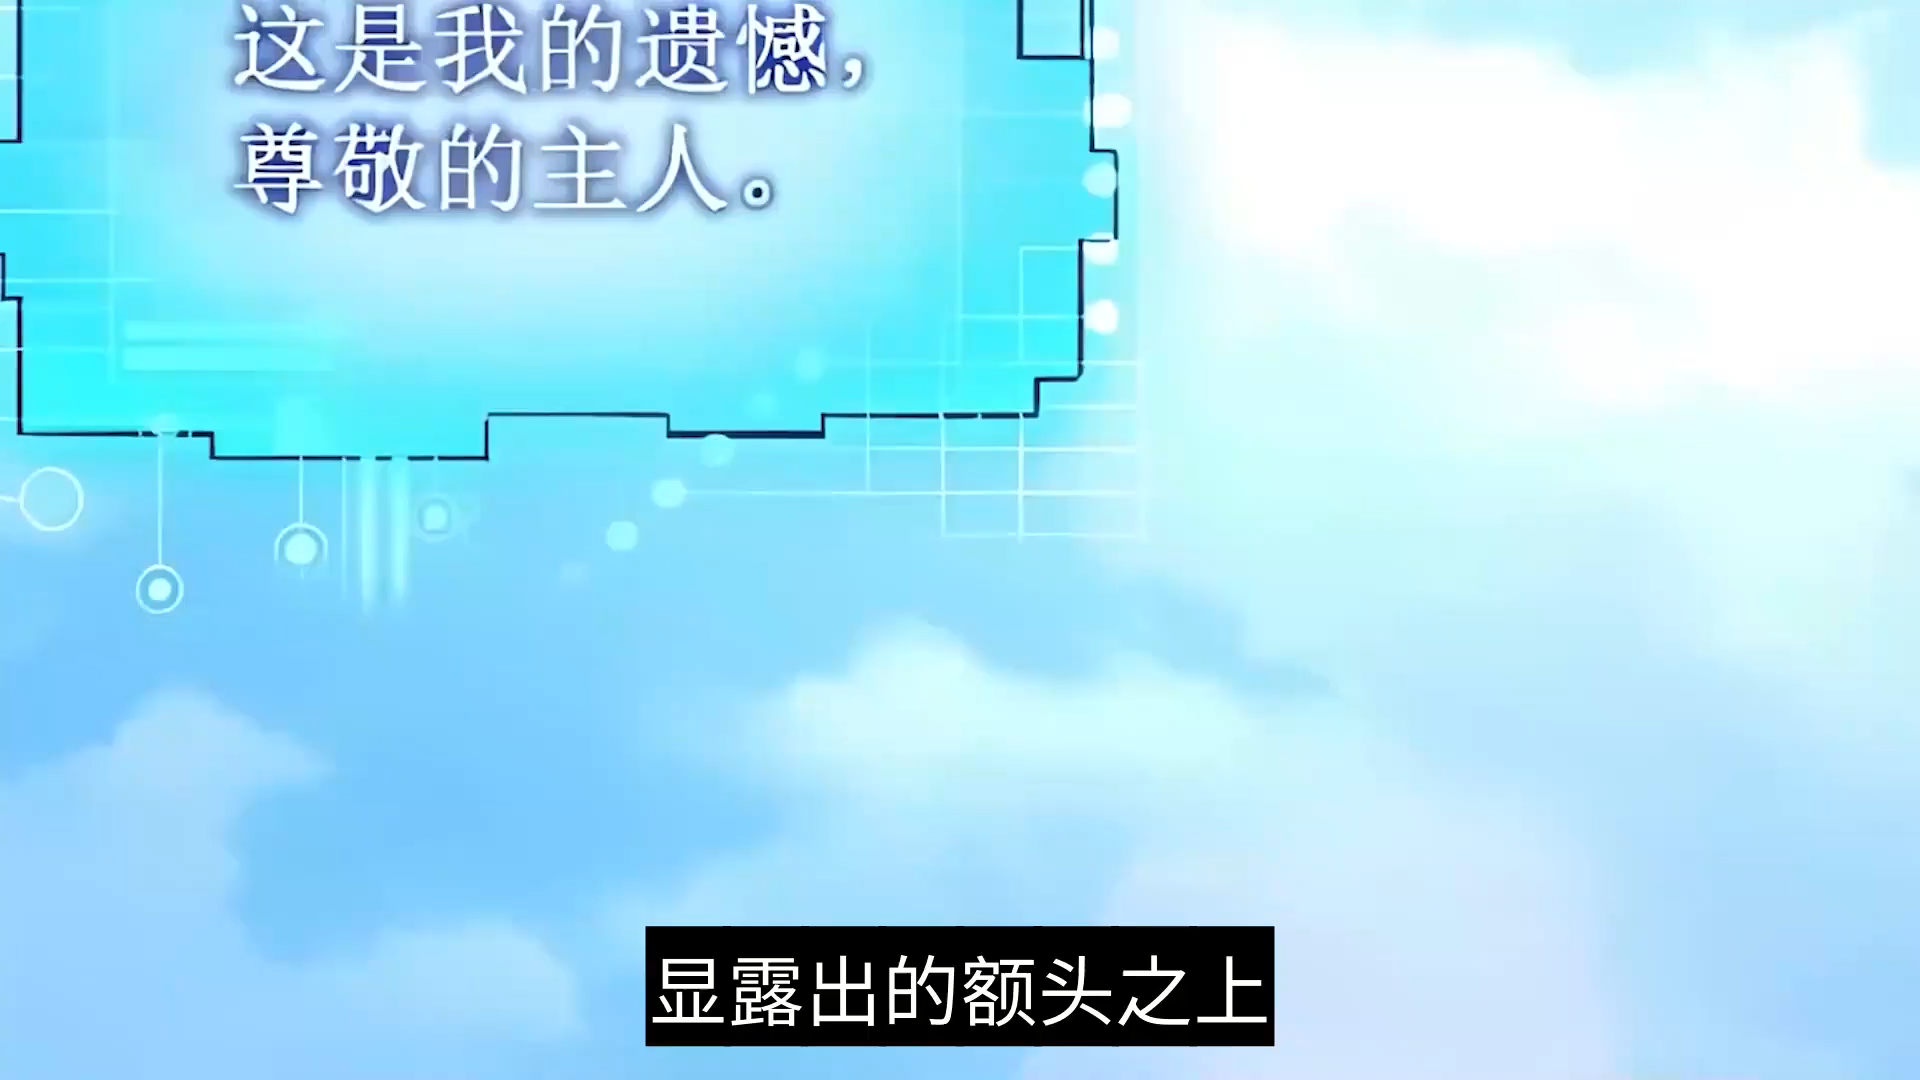 这是我的遗憾，
尊敬的主人。
显露出的额头之上